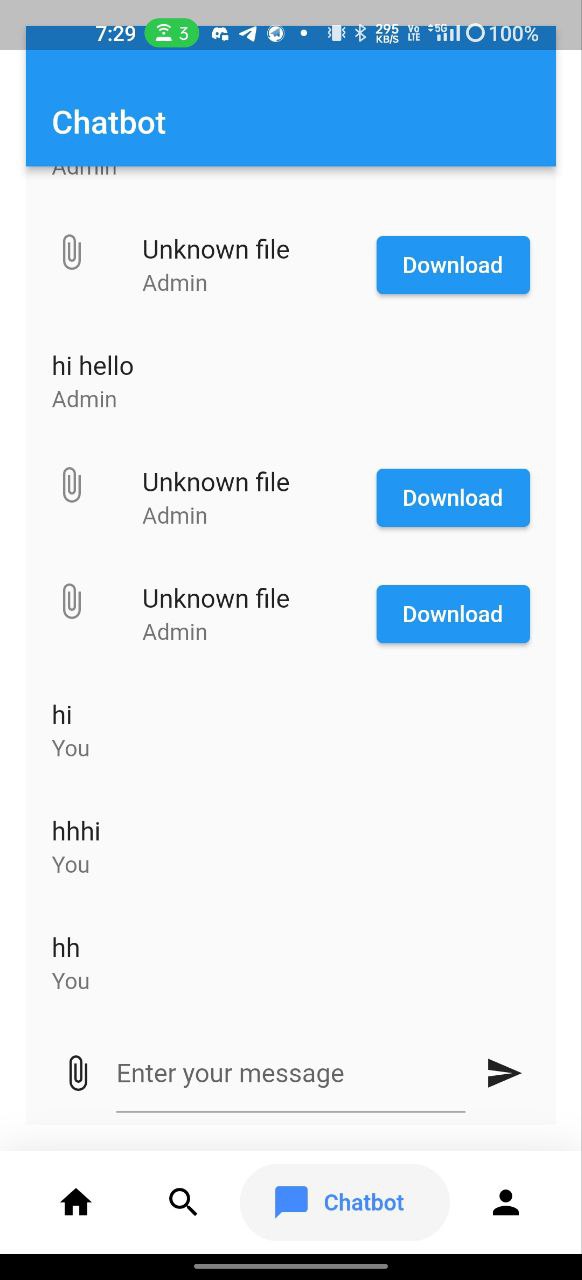 7:29 3 295 KB/S Vo LTE 5G 100%
Chatbot
Admin
Unknown file
Admin
Download
hi hello
Admin
Unknown file
Admin
Download
Unknown file
Admin
Download
hi
You
hhhi
You
hh
You
Enter your message
Chatbot